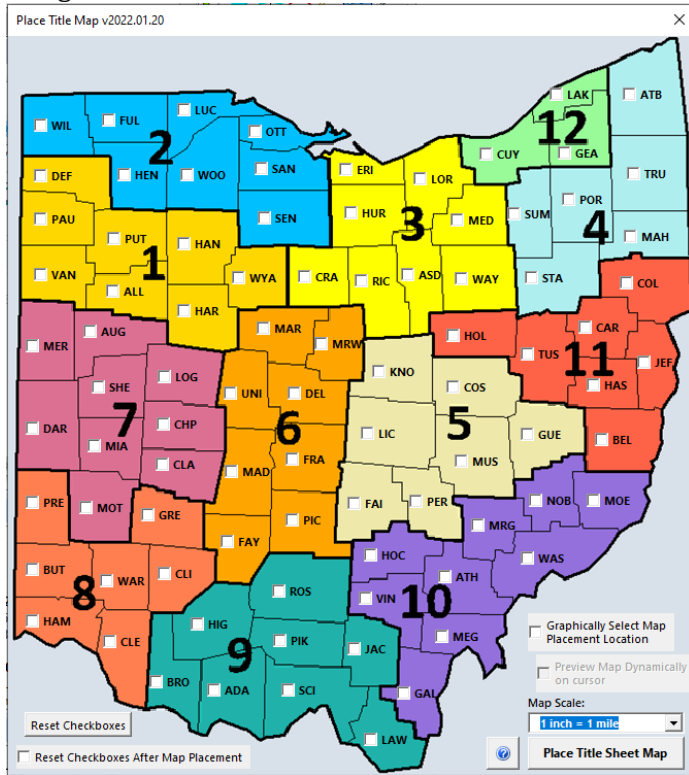 Place Title Map v2022.01.20
LAK
ATB
WIL
FUL
LUC
OTT
12
2
CUY
GEA
DEF
HEN
WOO
SAN
ERI
LOR
TRU
PAU
SEN
HUR
3
MED
SUM
POR
4
MAH
PUT
HAN
1
VAN
ALL
WYA
CRA
RIC
ASD
WAY
STA
COL
HAR
AUG
MAR
MRW
HOL
CAR
MER
TUS
11
JEF
LOG
KNO
SHE
UNI
DEL
COS
HAS
7
CHP
6
5
DAR
MIA
LIC
GUE
BEL
CLA
MAD
FRA
MUS
PRE
MOT
GRE
FAI
PER
NOB
MOE
PIC
MRG
FAY
HOC
WAS
BUT
WAR
CLI
ATH
8
ROS
VIN
10
HAM
HIG
Graphically Select Map
Placement Location
CLE
9
PIK
JAC
MEG
Preview Map Dynamically
on cursor
BRO
ADA
SCI
GAL
Map Scale:
1 inch = 1 mile
Reset Checkboxes
LAW
Reset Checkboxes After Map Placement
?
Place Title Sheet Map